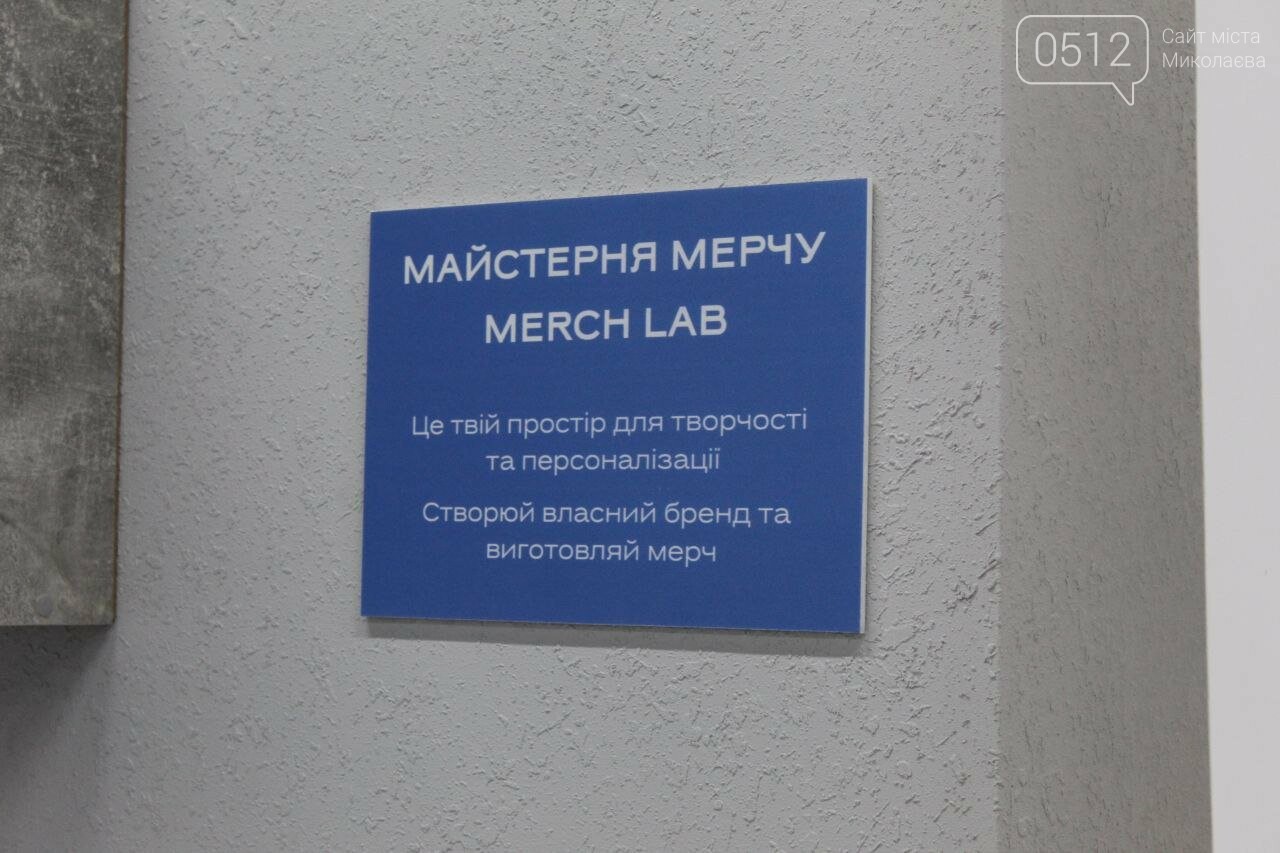 0512
Сайт міста
Миколаєва
МАЙСТЕРНЯ МЕРЧУ
MERCH LAB
Це твій простір для творчості
та персоналізації
Створюй власний бренд та
виготовляй мерч